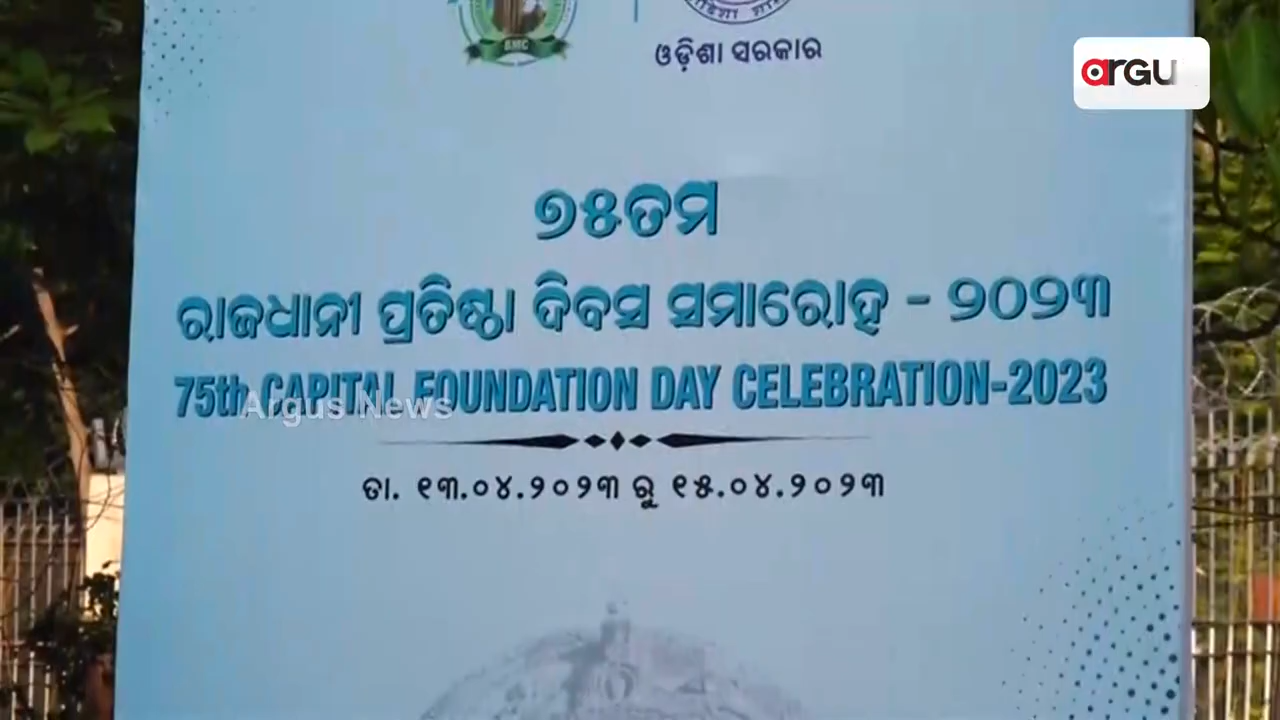 BMC
ଓଡ଼ିଶା ସରକାର
arGU
୭୫ତମ
ରାଜଧାନୀ ପ୍ରତିଷ୍ଠା ଦିବସ ସମାରୋହ - ୨୦୨୩
75th CAPITAL FOUNDATION DAY CELEBRATION-2023
Argus News
ତା. ୧୩.୦୪.୨୦୨୩ ରୁ ୧୫.୦୪.୨୦୨୩